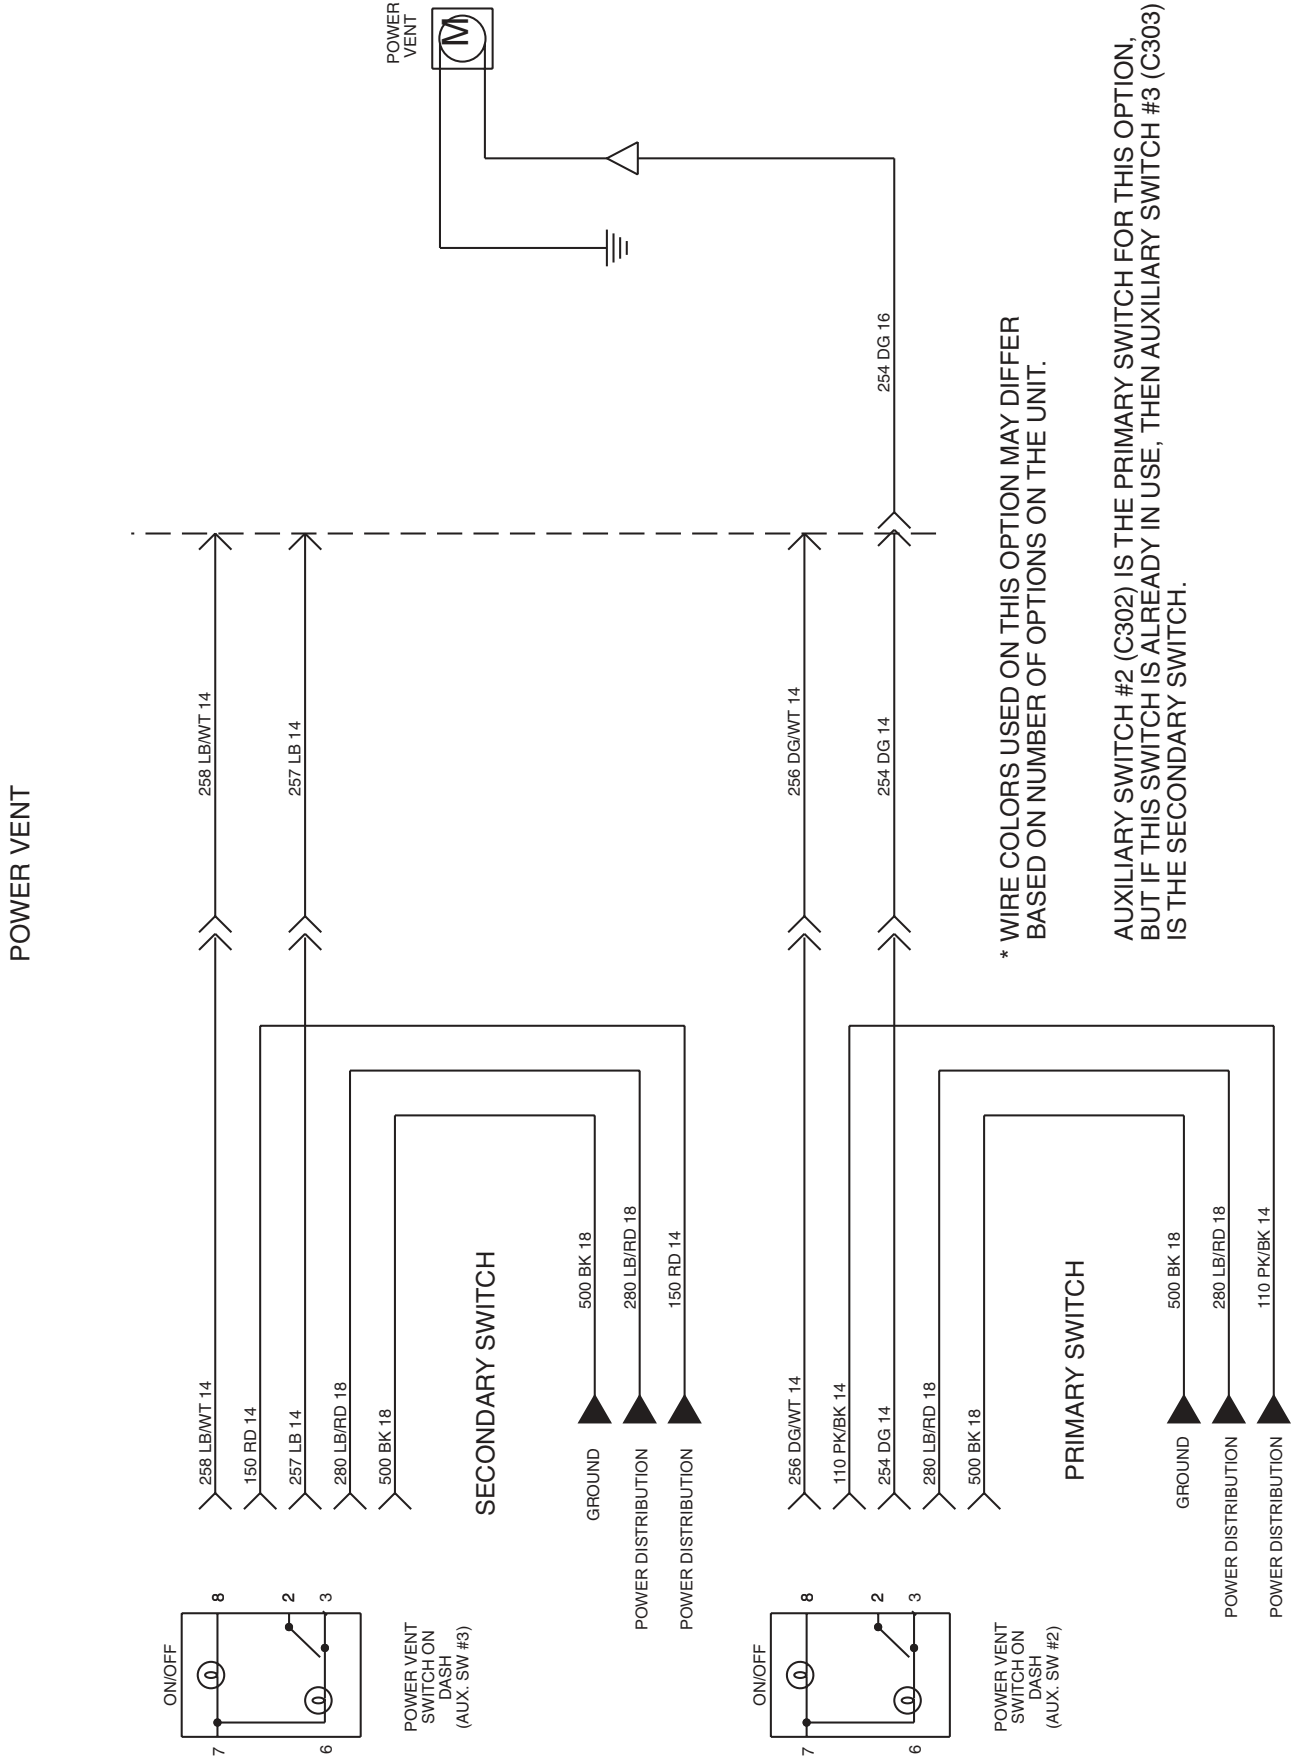 POWER VENT
POWER
VENT
M
258 LB/WT 14
257 LB 14
256 DG/WT 14
254 DG 14
254 DG 16
* WIRE COLORS USED ON THIS OPTION MAY DIFFER
BASED ON NUMBER OF OPTIONS ON THE UNIT.
AUXILIARY SWITCH #2 (C302) IS THE PRIMARY SWITCH FOR THIS OPTION,
BUT IF THIS SWITCH IS ALREADY IN USE, THEN AUXILIARY SWITCH #3 (C303)
IS THE SECONDARY SWITCH.
ON/OFF
7
6
8
2
3
POWER VENT
SWITCH ON
DASH
(AUX. SW #3)
258 LB/WT 14
150 RD 14
257 LB 14
280 LB/RD 18
500 BK 18
SECONDARY SWITCH
GROUND
500 BK 18
POWER DISTRIBUTION
280 LB/RD 18
POWER DISTRIBUTION
150 RD 14
ON/OFF
7
6
8
2
3
POWER VENT
SWITCH ON
DASH
(AUX. SW #2)
256 DG/WT 14
110 PK/BK 14
254 DG 14
280 LB/RD 18
500 BK 18
PRIMARY SWITCH
GROUND
500 BK 18
POWER DISTRIBUTION
280 LB/RD 18
POWER DISTRIBUTION
110 PK/BK 14